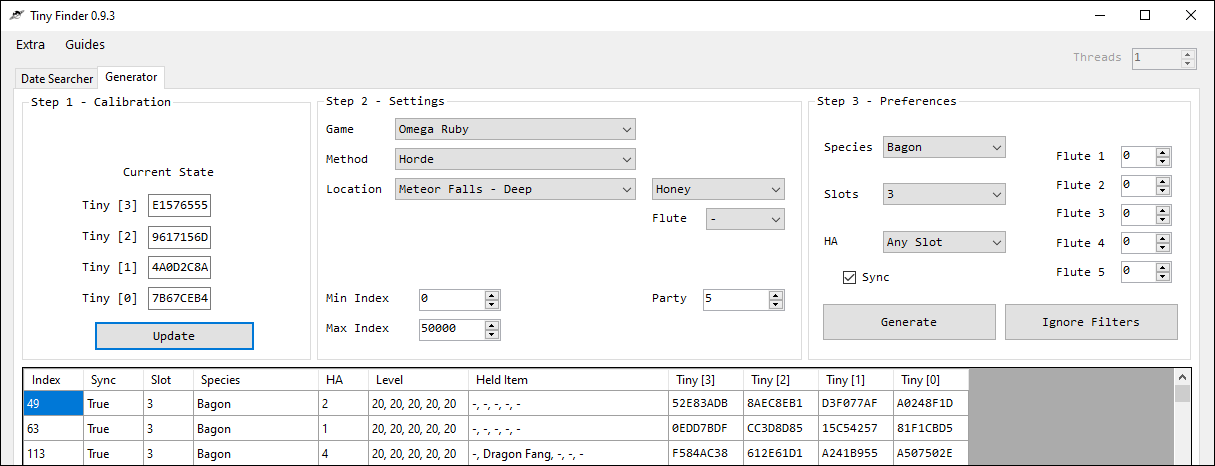 Tiny Finder 0.9.3
Extra Guides
Threads 1
Date Searcher Generator
Step 1 - Calibration
Current State
Tiny [3] E1576555
Tiny [2] 9617156D
Tiny [1] 4A0D2C8A
Tiny [0] 7B67CEB4
Update
Step 2 - Settings
Game Omega Ruby
Method Horde
Location Meteor Falls - Deep Honey
Flute -
Min Index 0 Party 5
Max Index 50000
Step 3 - Preferences
Species Bagon
Slots 3
HA Any Slot
Sync
Flute 1 0
Flute 2 0
Flute 3 0
Flute 4 0
Flute 5 0
Generate Ignore Filters
Index Sync Slot Species HA Level Held Item Tiny [3] Tiny [2] Tiny [1] Tiny [0]
49 True 3 Bagon 2 20, 20, 20, 20, 20 -, -, -, -, - 52E83ADB 8AEC8EB1 D3F077AF A0248F1D
63 True 3 Bagon 1 20, 20, 20, 20, 20 -, -, -, -, - 0EDD7BDF CC3D8D85 15C54257 81F1CBD5
113 True 3 Bagon 4 20, 20, 20, 20, 20 -, Dragon Fang, -, -, - F584AC38 612E61D1 A241B955 A507502E